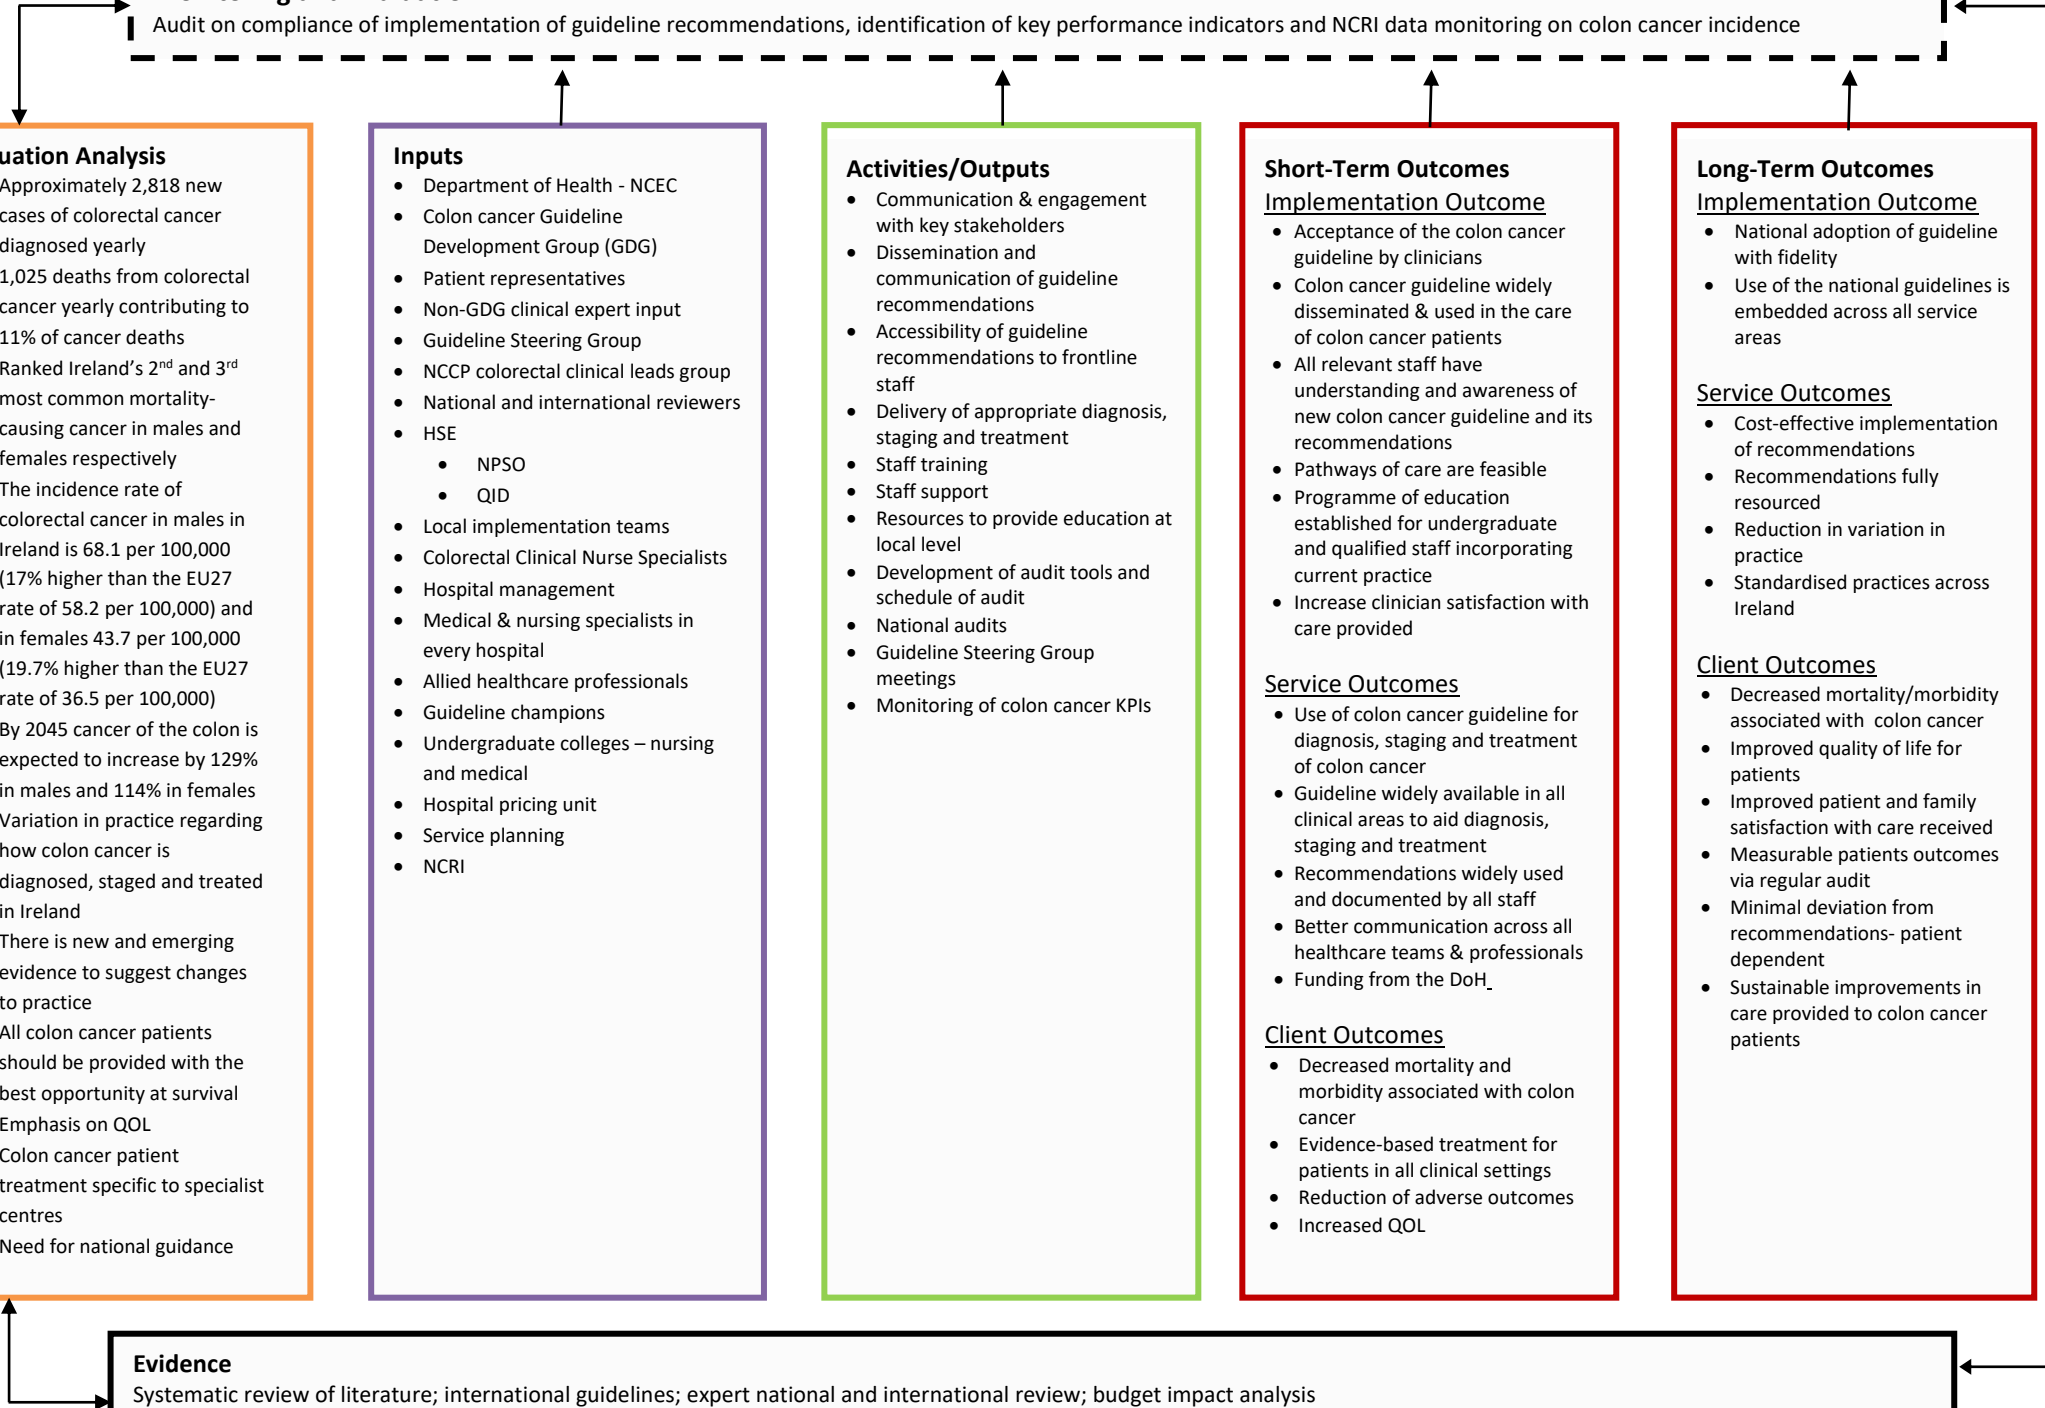 Audit on compliance of implementation of guideline recommendations, identification of key performance indicators and NCRI data monitoring on colon cancer incidence
uation Analysis
Approximately 2,818 new
cases of colorectal cancer
diagnosed yearly
1,025 deaths from colorectal
cancer yearly contributing to
11% of cancer deaths
Ranked Ireland's 2nd and 3rd
most common mortality-
causing cancer in males and
females respectively
The incidence rate of
colorectal cancer in males in
Ireland is 68.1 per 100,000
(17% higher than the EU27
rate of 58.2 per 100,000) and
in females 43.7 per 100,000
(19.7% higher than the EU27
rate of 36.5 per 100,000)
By 2045 cancer of the colon is
expected to increase by 129%
in males and 114% in females
Variation in practice regarding
how colon cancer is
diagnosed, staged and treated
in Ireland
There is new and emerging
evidence to suggest changes
to practice
All colon cancer patients
should be provided with the
best opportunity at survival
Emphasis on QOL
Colon cancer patient
treatment specific to specialist
centres
Need for national guidance
Inputs
• Department of Health - NCEC
• Colon cancer Guideline
Development Group (GDG)
• Patient representatives
• Non-GDG clinical expert input
• Guideline Steering Group
• NCCP colorectal clinical leads group
• National and international reviewers
• HSE
• NPSO
• QID
• Local implementation teams
• Colorectal Clinical Nurse Specialists
• Hospital management
• Medical & nursing specialists in
every hospital
• Allied healthcare professionals
• Guideline champions
• Undergraduate colleges – nursing
and medical
• Hospital pricing unit
• Service planning
• NCRI
Activities/Outputs
• Communication & engagement
with key stakeholders
• Dissemination and
communication of guideline
recommendations
• Accessibility of guideline
recommendations to frontline
staff
• Delivery of appropriate diagnosis,
staging and treatment
• Staff training
• Staff support
• Resources to provide education at
local level
• Development of audit tools and
schedule of audit
• National audits
• Guideline Steering Group
meetings
• Monitoring of colon cancer KPIs
Short-Term Outcomes
Implementation Outcome
• Acceptance of the colon cancer
guideline by clinicians
• Colon cancer guideline widely
disseminated & used in the care
of colon cancer patients
• All relevant staff have
understanding and awareness of
new colon cancer guideline and its
recommendations
• Pathways of care are feasible
• Programme of education
established for undergraduate
and qualified staff incorporating
current practice
• Increase clinician satisfaction with
care provided
Service Outcomes
• Use of colon cancer guideline for
diagnosis, staging and treatment
of colon cancer
• Guideline widely available in all
clinical areas to aid diagnosis,
staging and treatment
• Recommendations widely used
and documented by all staff
• Better communication across all
healthcare teams & professionals
• Funding from the DoH
Client Outcomes
• Decreased mortality and
morbidity associated with colon
cancer
• Evidence-based treatment for
patients in all clinical settings
• Reduction of adverse outcomes
• Increased QOL
Long-Term Outcomes
Implementation Outcome
• National adoption of guideline
with fidelity
• Use of the national guidelines is
embedded across all service
areas
Service Outcomes
• Cost-effective implementation
of recommendations
• Recommendations fully
resourced
• Reduction in variation in
practice
• Standardised practices across
Ireland
Client Outcomes
• Decreased mortality/morbidity
associated with colon cancer
• Improved quality of life for
patients
• Improved patient and family
satisfaction with care received
• Measurable patients outcomes
via regular audit
• Minimal deviation from
recommendations- patient
dependent
• Sustainable improvements in
care provided to colon cancer
patients
Evidence
Systematic review of literature; international guidelines; expert national and international review; budget impact analysis